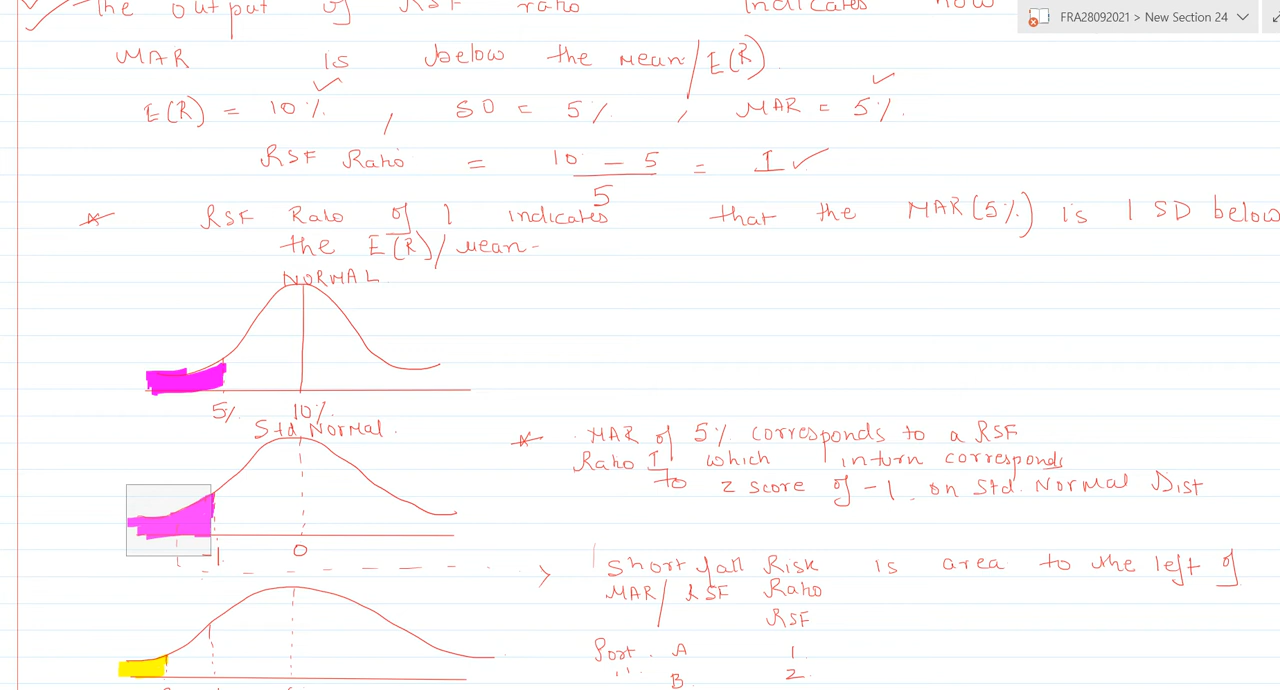 The output of RSF ratio indicates how
FRA28092021 > New Section 24
MAR is below the mean/E(R)
E(R) = 10%, SD = 5%, MAR = 5%.
RSF Ratio = 10 - 5 / 5 = 1
RSF Rato of 1 indicates that the MAR(5%) is 1 SD below
the E(R)/mean-
NORMAL
5% 10%
Std Normal.
MAR of 5% corresponds to a RSF
Ratio 1 which inturn corresponds
to z score of -1 on Std. Normal Dist
-1 0
Shortfall Risk is area to the left of
MAR/RSF Ratio
RSF
Port. A 1
" B 2